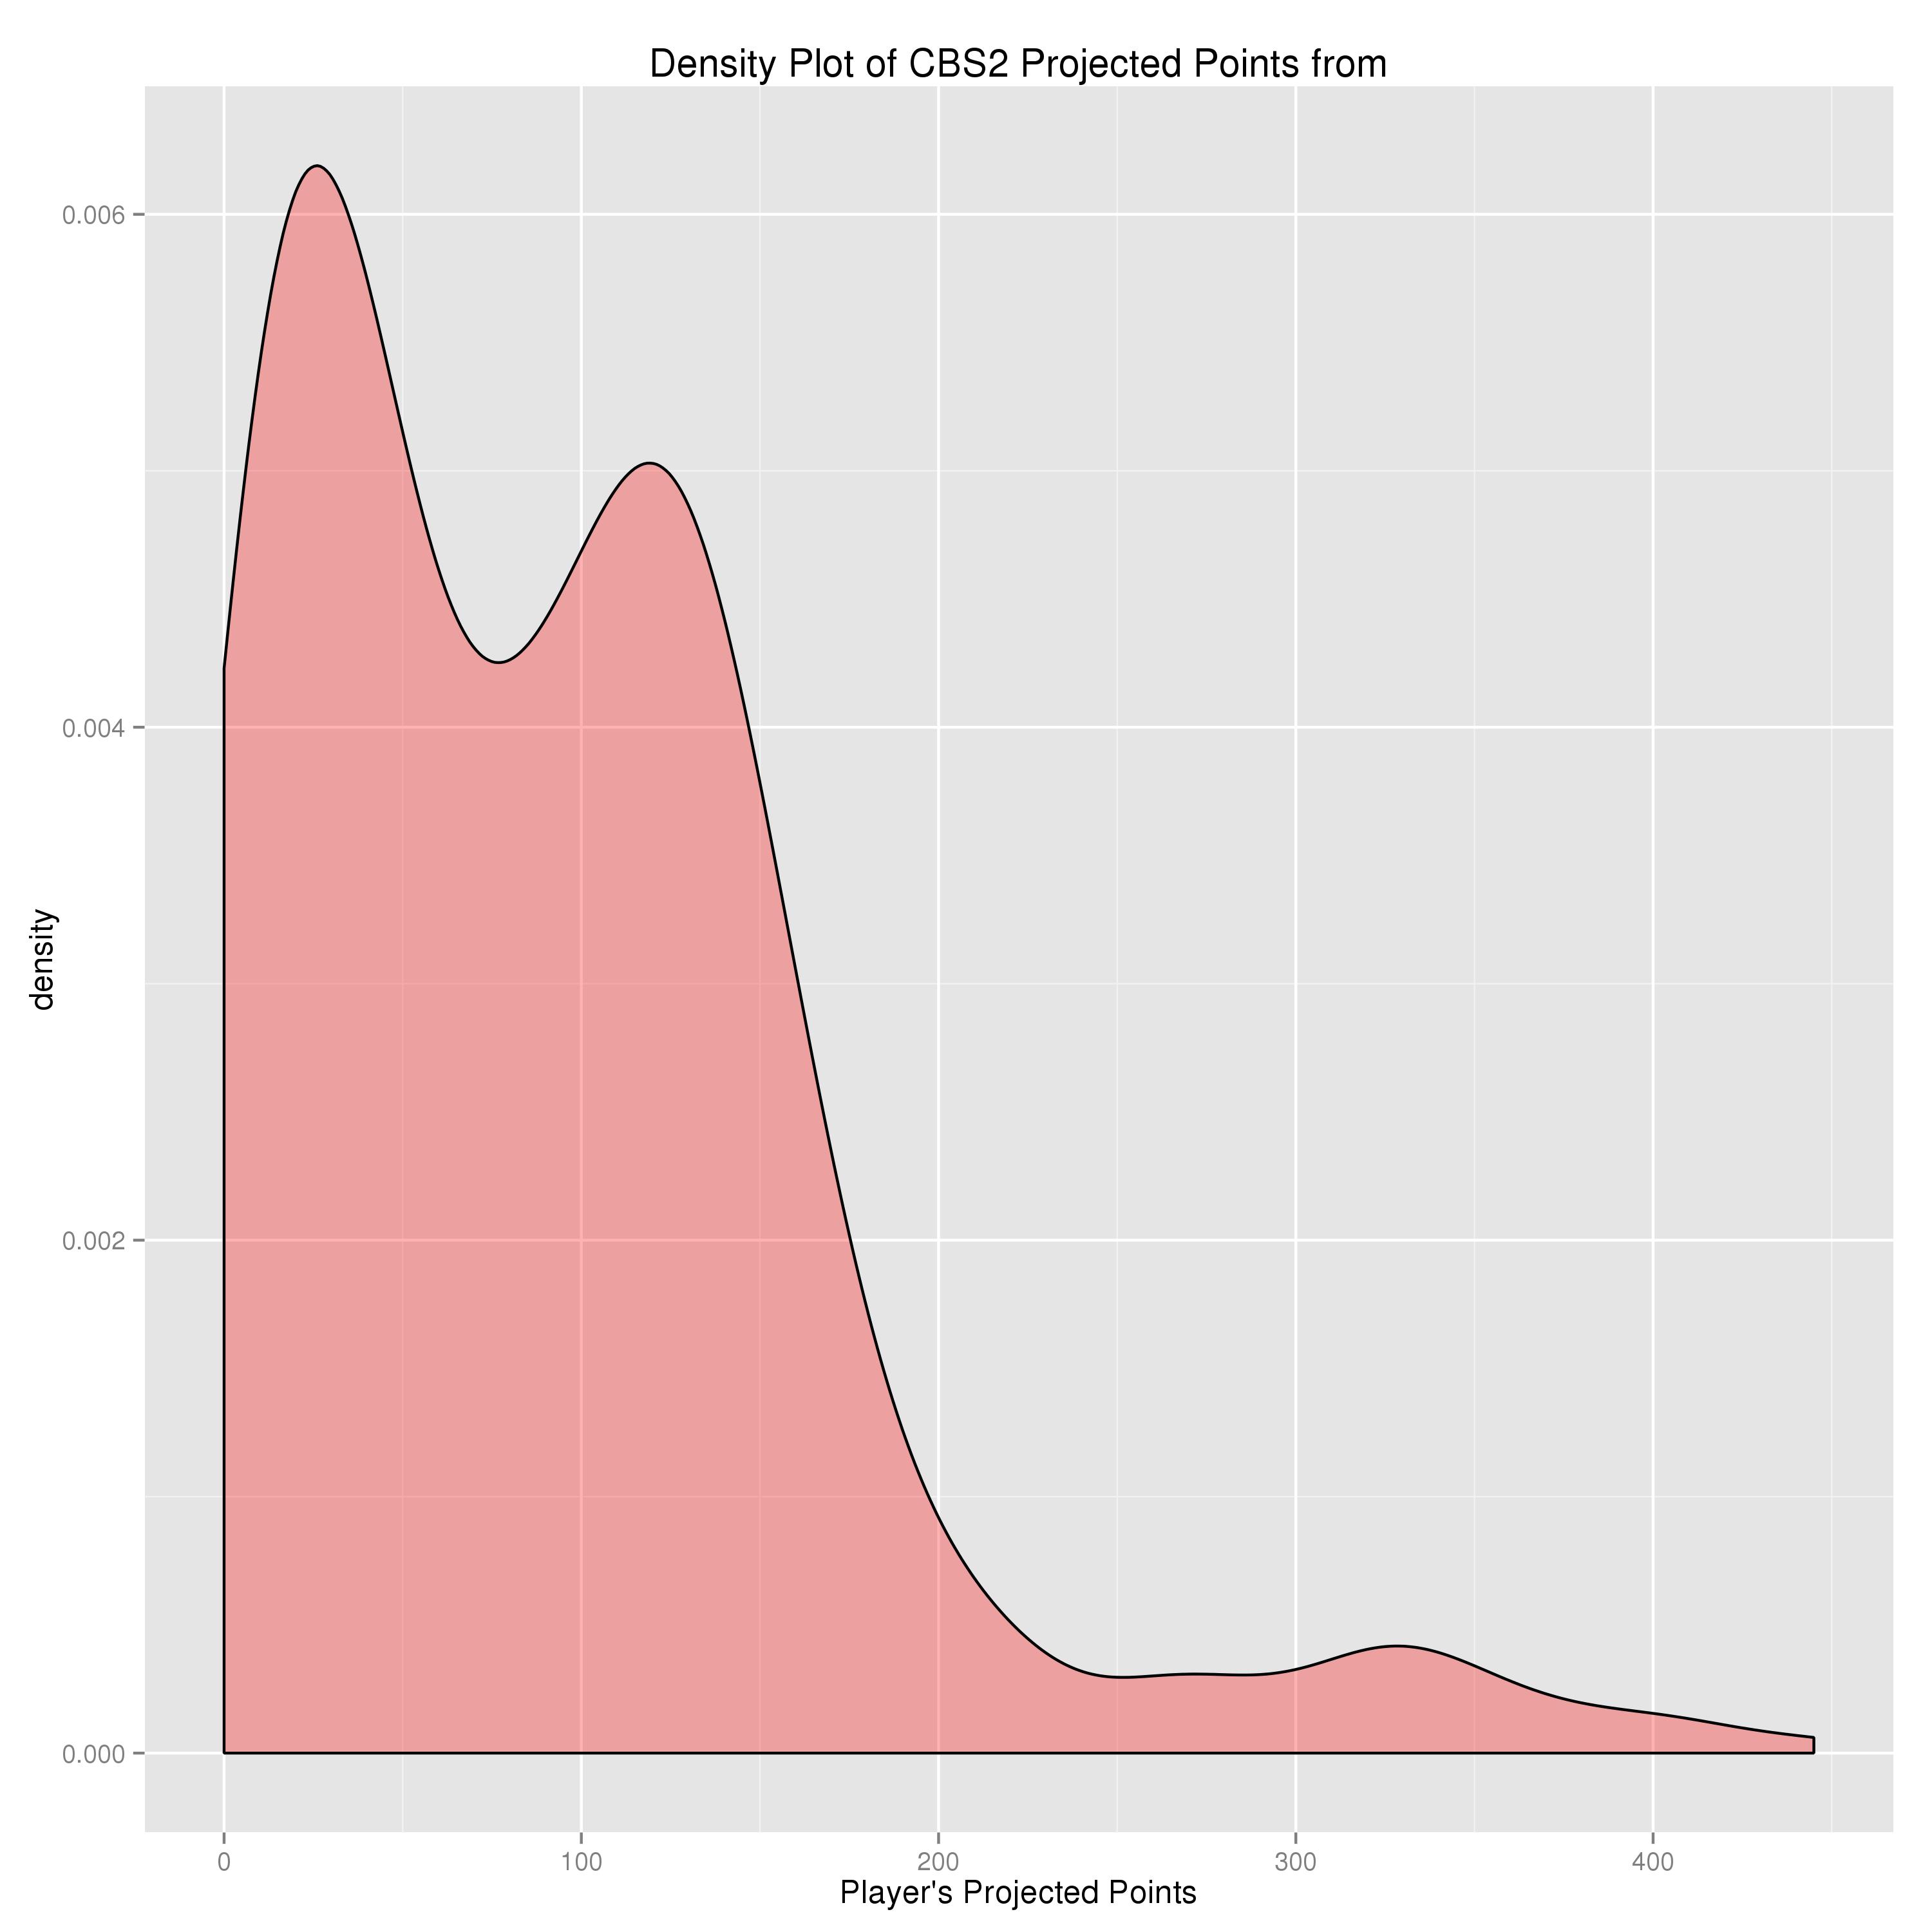 Density Plot of CBS2 Projected Points from
0.006
0.004
0.002
0.000
density
0 100 200 300 400
Player's Projected Points